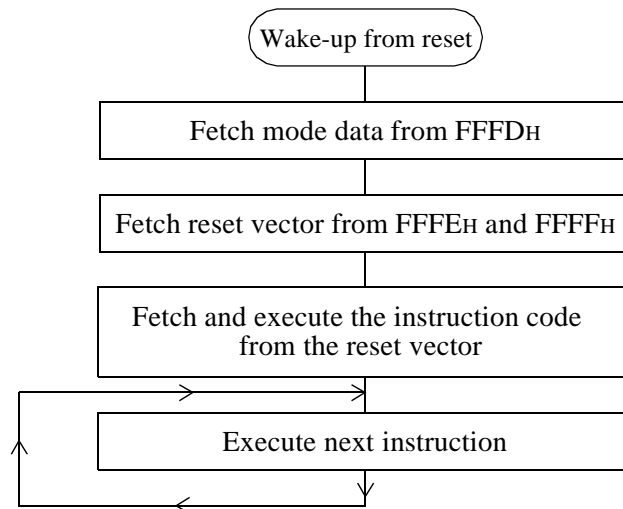 Wake-up from reset
Fetch mode data from FFFDH
Fetch reset vector from FFFEH and FFFFH
Fetch and execute the instruction code
from the reset vector
Execute next instruction